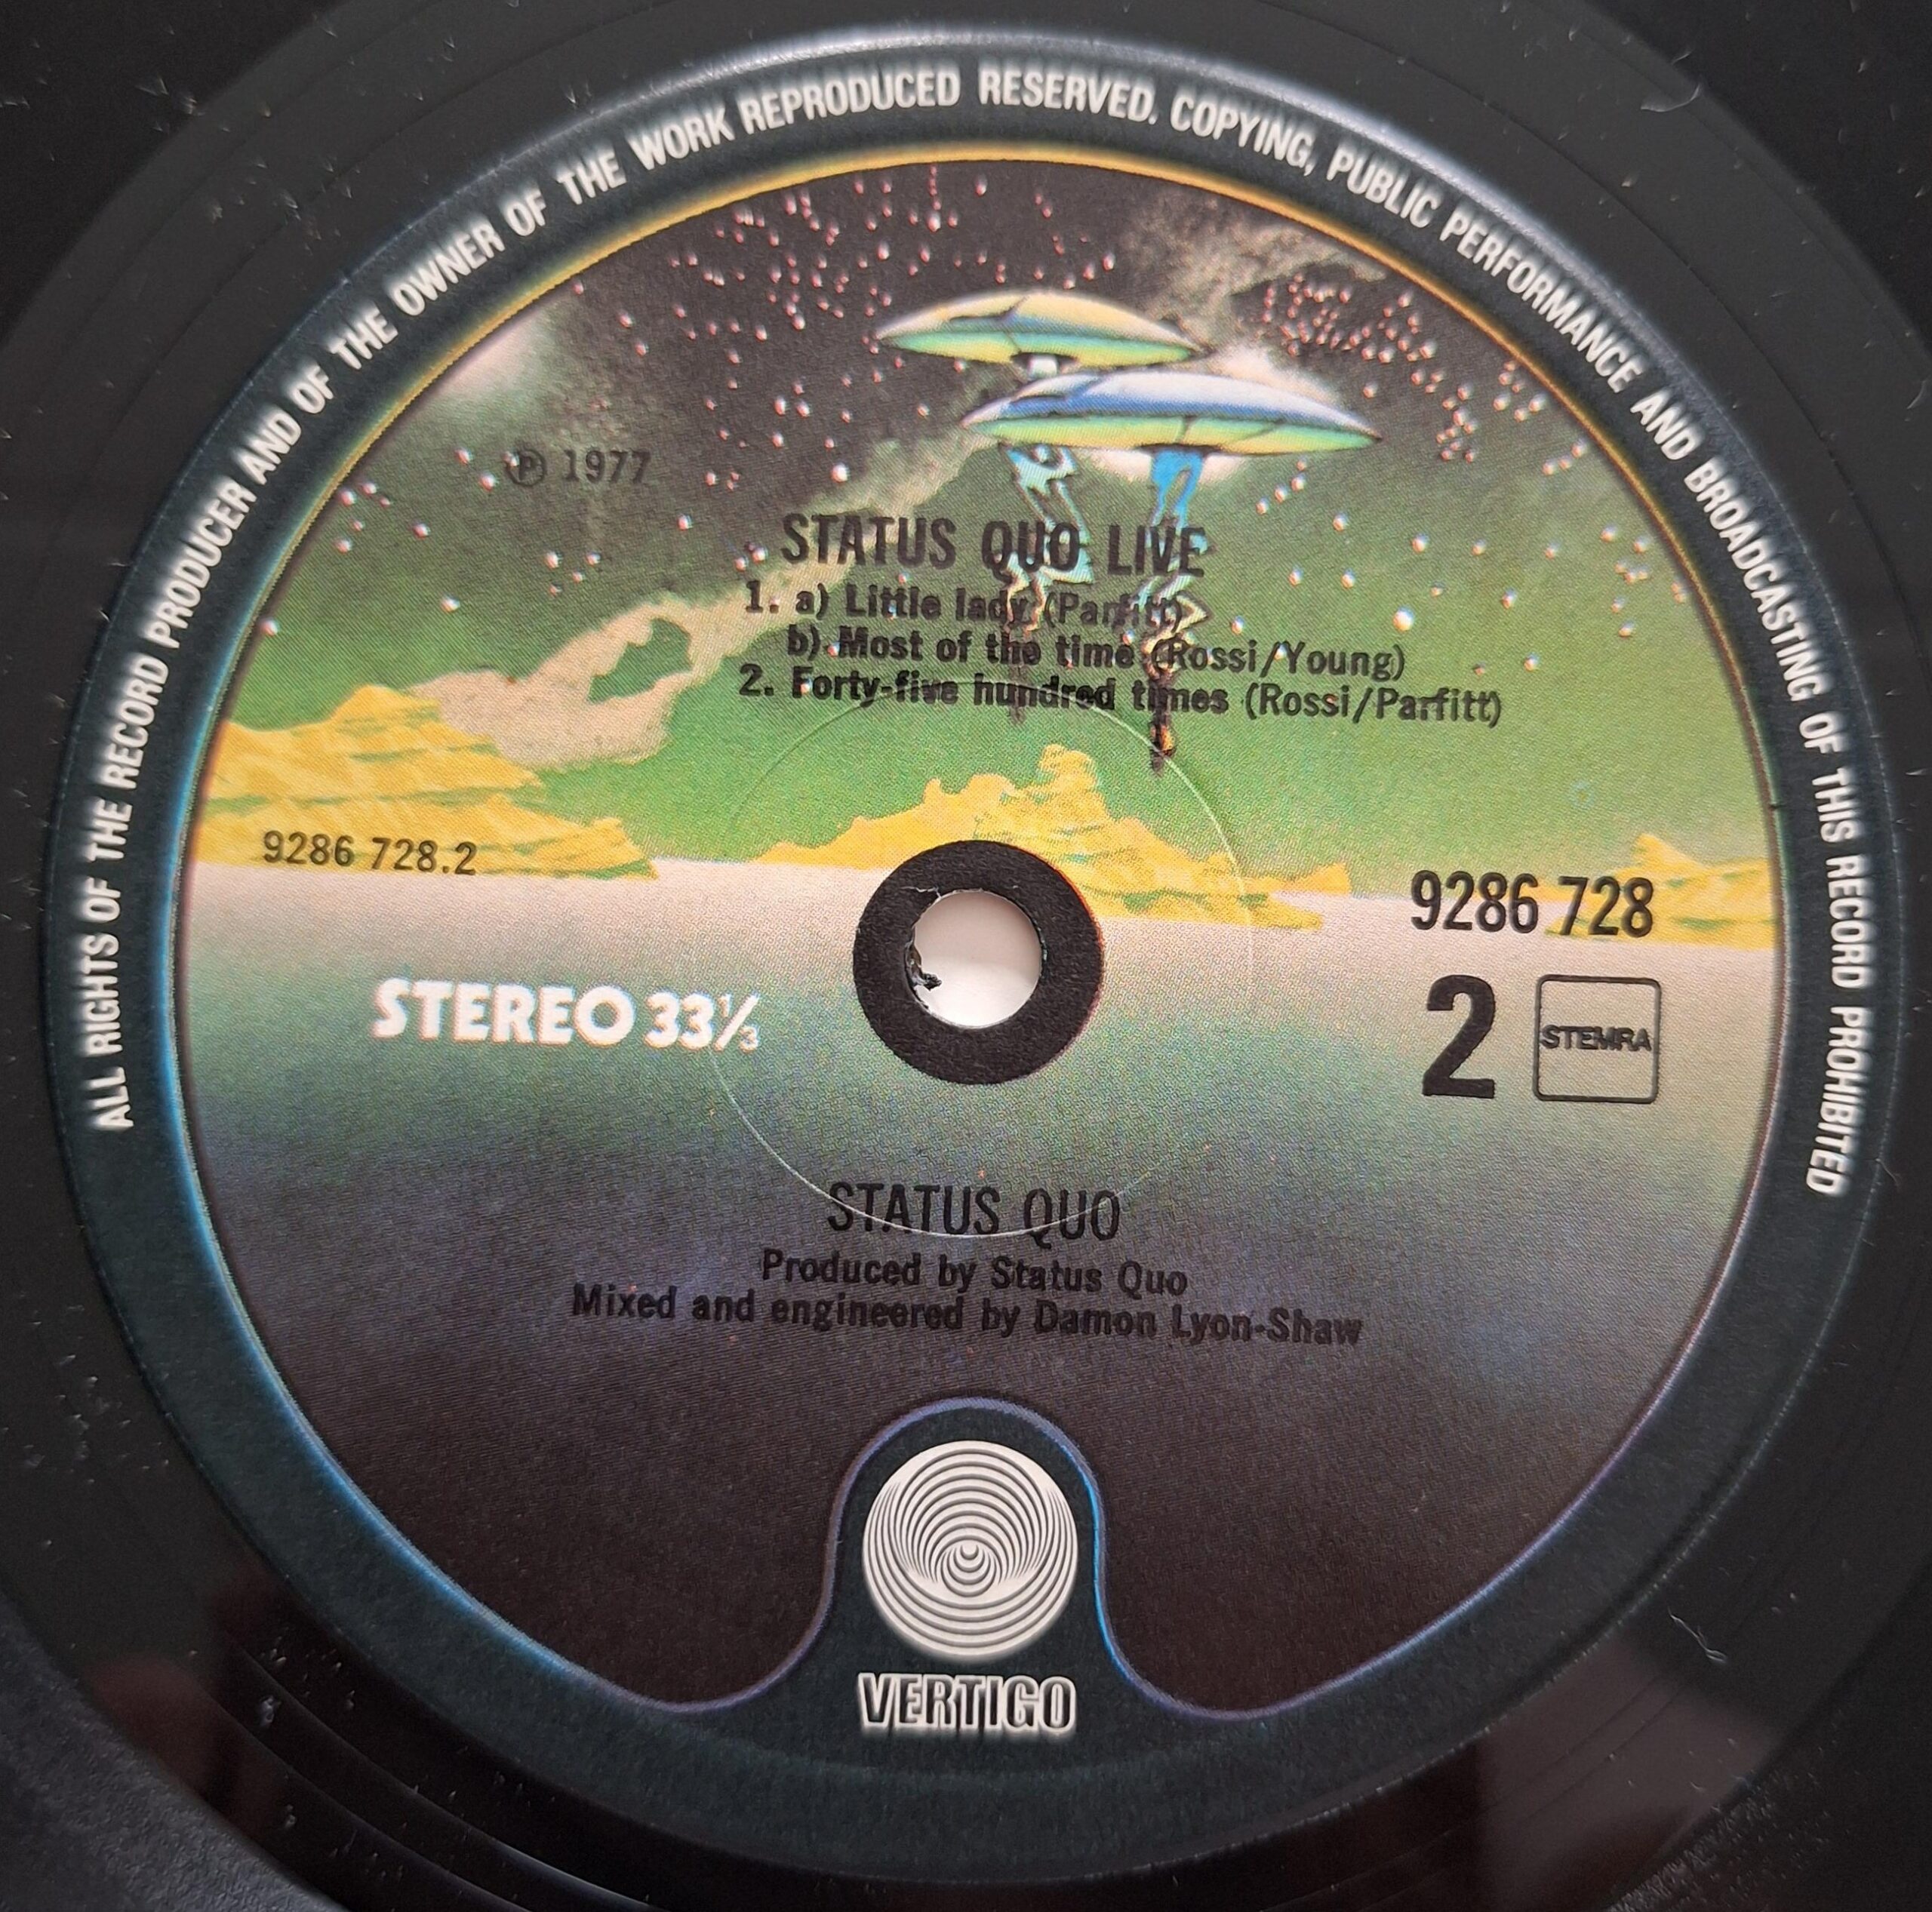 ALL RIGHTS OF THE RECORD PRODUCER AND OF THE OWNER OF THE WORK REPRODUCED RESERVED. COPYING, PUBLIC PERFORMANCE AND BROADCASTING OF THIS RECORD PROHIBITED
℗ 1977
STATUS QUO LIVE
1. a) Little lady (Parfitt)
b) Most of the time (Rossi/Young)
2. Forty-five hundred times (Rossi/Parfitt)
9286 728.2
9286 728
STEREO 33⅓
2 STEMRA
STATUS QUO
Produced by Status Quo
Mixed and engineered by Damon Lyon-Shaw
VERTIGO